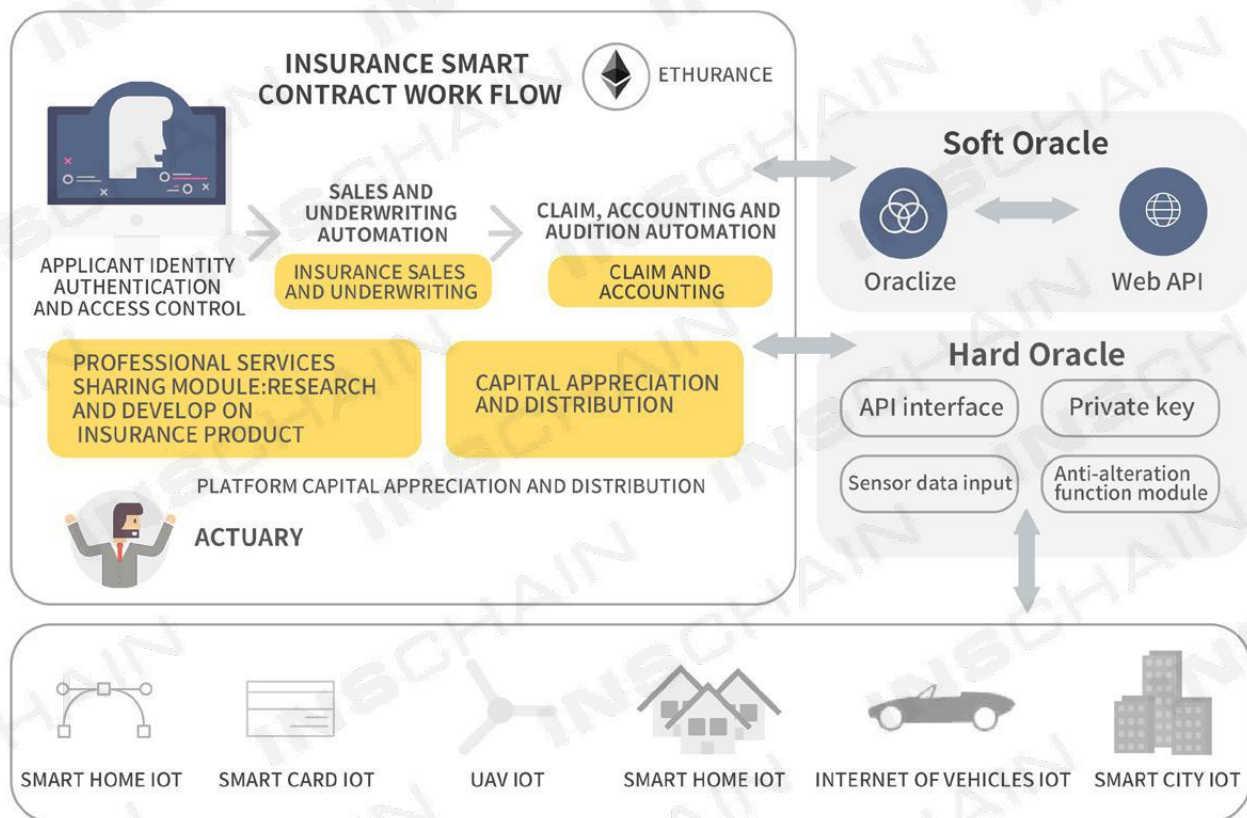 INSURANCE SMART
CONTRACT WORK FLOW
ETHURANCE
SALES AND
UNDERWRITING
AUTOMATION
CLAIM, ACCOUNTING AND
AUDITION AUTOMATION
APPLICANT IDENTITY
AUTHENTICATION
AND ACCESS CONTROL
INSURANCE SALES
AND UNDERWRITING
CLAIM AND
ACCOUNTING
PROFESSIONAL SERVICES
SHARING MODULE:RESEARCH
AND DEVELOP ON
INSURANCE PRODUCT
CAPITAL APPRECIATION
AND DISTRIBUTION
PLATFORM CAPITAL APPRECIATION AND DISTRIBUTION
ACTUARY
Soft Oracle
Oraclize
Web API
Hard Oracle
API interface
Private key
Sensor data input
Anti-alteration
function module
SMART HOME IOT
SMART CARD IOT
UAV IOT
SMART HOME IOT
INTERNET OF VEHICLES IOT
SMART CITY IOT
INSCHAIN